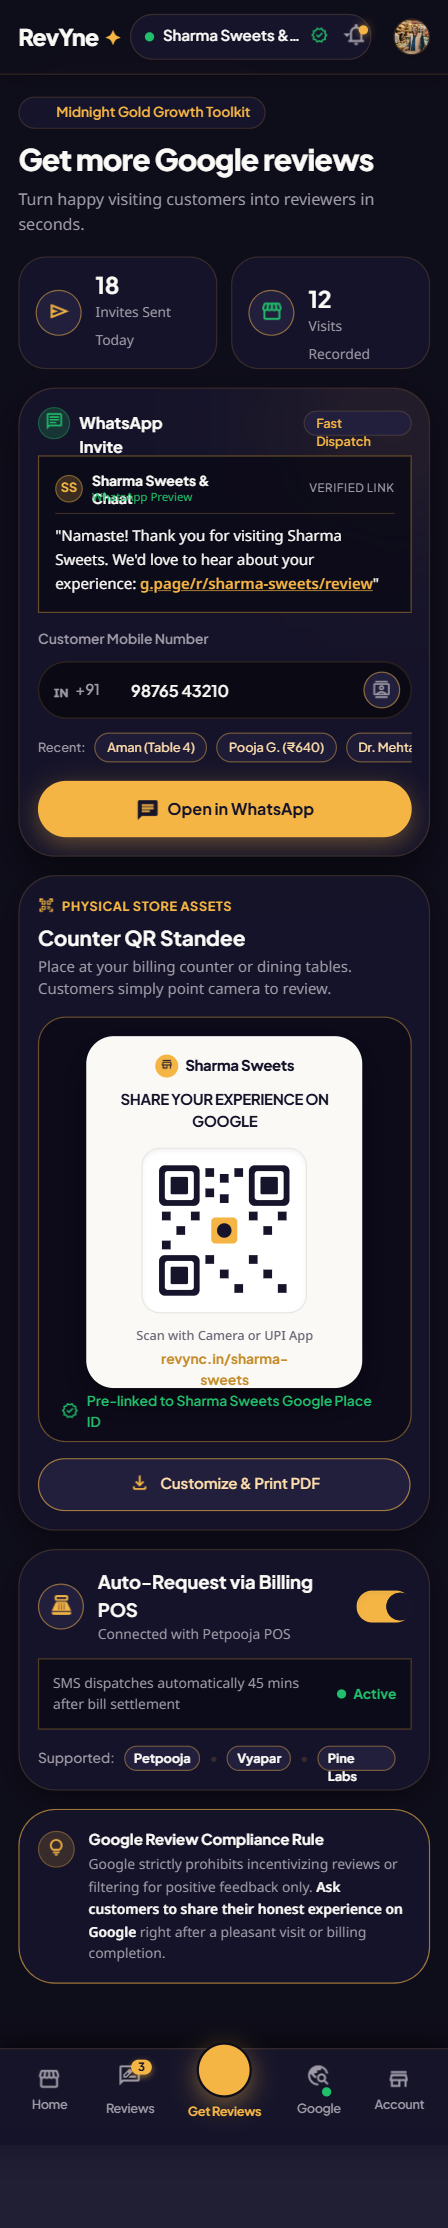 RevYne
Sharma Sweets &...
Midnight Gold Growth Toolkit
Get more Google reviews
Turn happy visiting customers into reviewers in
seconds.
18
Invites Sent
Today
12
Visits
Recorded
WhatsApp
Invite
Fast
Dispatch
SS
Sharma Sweets &
Chaat
WhatsApp Preview
VERIFIED LINK
"Namaste! Thank you for visiting Sharma
Sweets. We'd love to hear about your
experience: g.page/r/sharma-sweets/review"
Customer Mobile Number
IN +91 98765 43210
Recent: Aman (Table 4) Pooja G. (₹640) Dr. Mehta
Open in WhatsApp
PHYSICAL STORE ASSETS
Counter QR Standee
Place at your billing counter or dining tables.
Customers simply point camera to review.
Sharma Sweets
SHARE YOUR EXPERIENCE ON
GOOGLE
Scan with Camera or UPI App
revync.in/sharma-
sweets
Pre-linked to Sharma Sweets Google Place
ID
Customize & Print PDF
Auto-Request via Billing
POS
Connected with Petpooja POS
SMS dispatches automatically 45 mins
after bill settlement
Active
Supported: Petpooja Vyapar Pine
Labs
Google Review Compliance Rule
Google strictly prohibits incentivizing reviews or
filtering for positive feedback only. Ask
customers to share their honest experience on
Google right after a pleasant visit or billing
completion.
3
Home Reviews Get Reviews Google Account